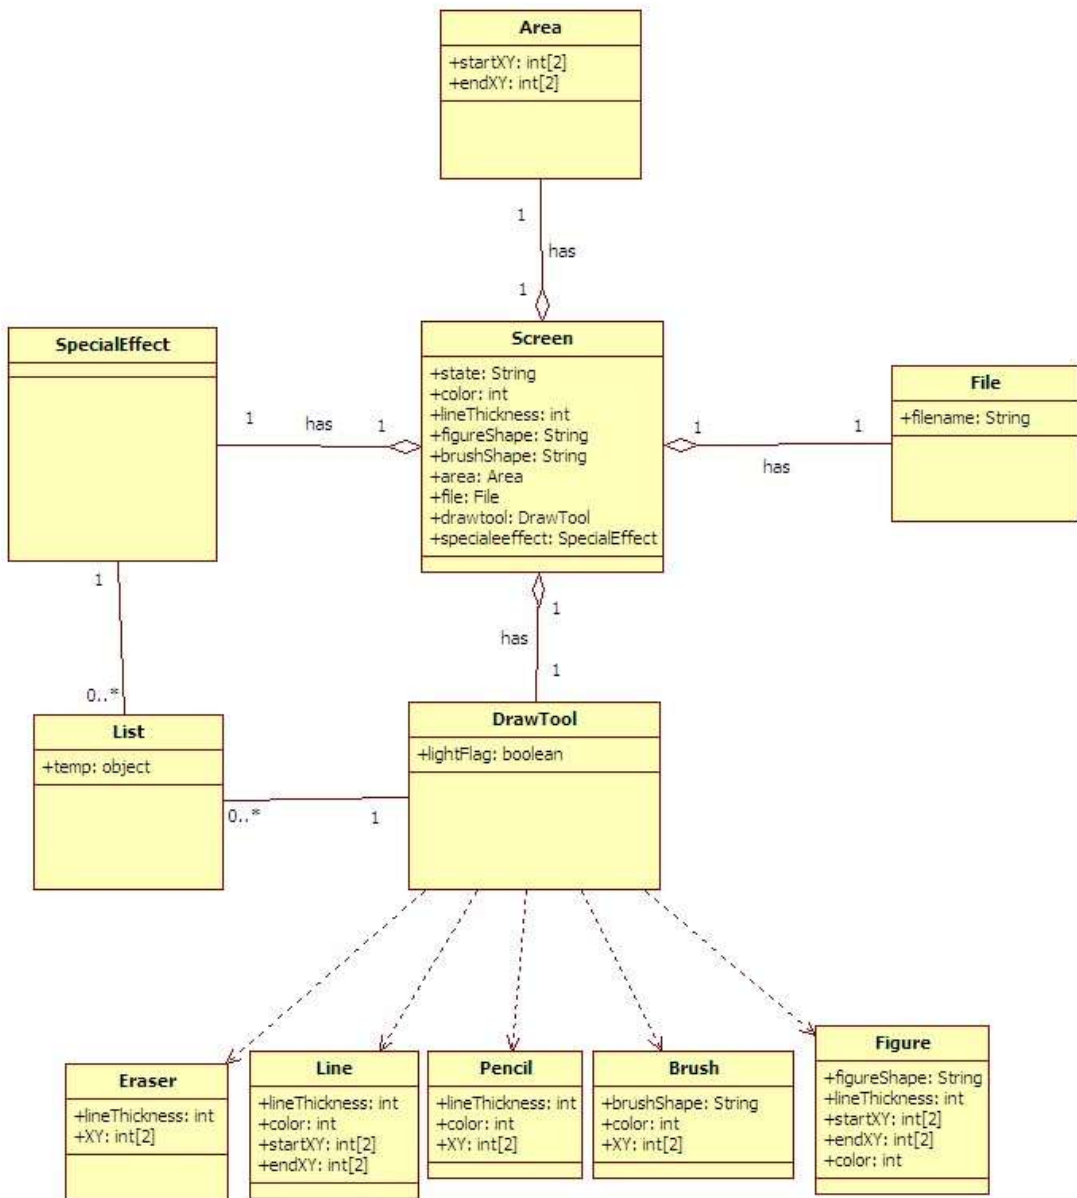 Area
+startXY: int[2]
+endXY: int[2]
1
has
1
SpecialEffect
1
has
1
Screen
+state: String
+color: int
+lineThickness: int
+figureShape: String
+brushShape: String
+area: Area
+file: File
+drawtool: DrawTool
+specialeeffect: SpecialEffect
1
1
has
File
+filename: String
1
0..*
1
has
1
List
+temp: object
0..*
1
DrawTool
+lightFlag: boolean
Eraser
+lineThickness: int
+XY: int[2]
Line
+lineThickness: int
+color: int
+startXY: int[2]
+endXY: int[2]
Pencil
+lineThickness: int
+color: int
+XY: int[2]
Brush
+brushShape: String
+color: int
+XY: int[2]
Figure
+figureShape: String
+lineThickness: int
+startXY: int[2]
+endXY: int[2]
+color: int